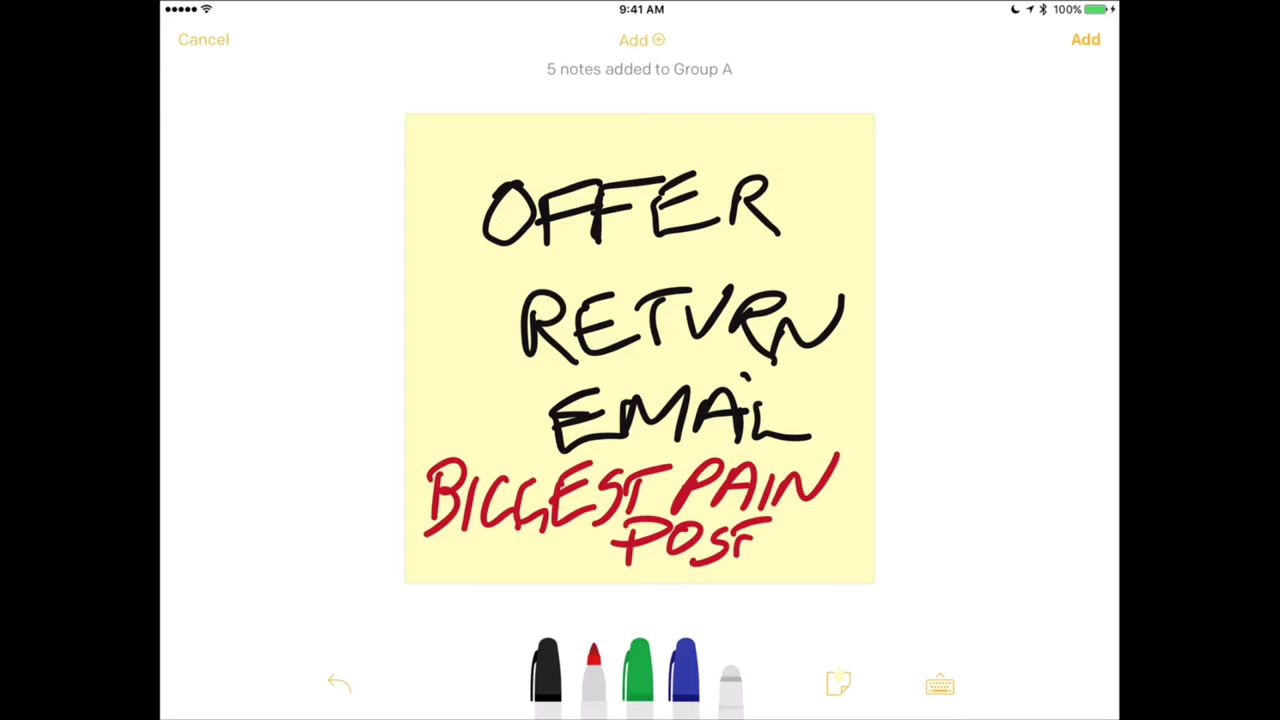 9:41 AM
100%
Cancel
Add
Add
5 notes added to Group A
OFFER
RETURN
EMAIL
BIGGEST PAIN
POST